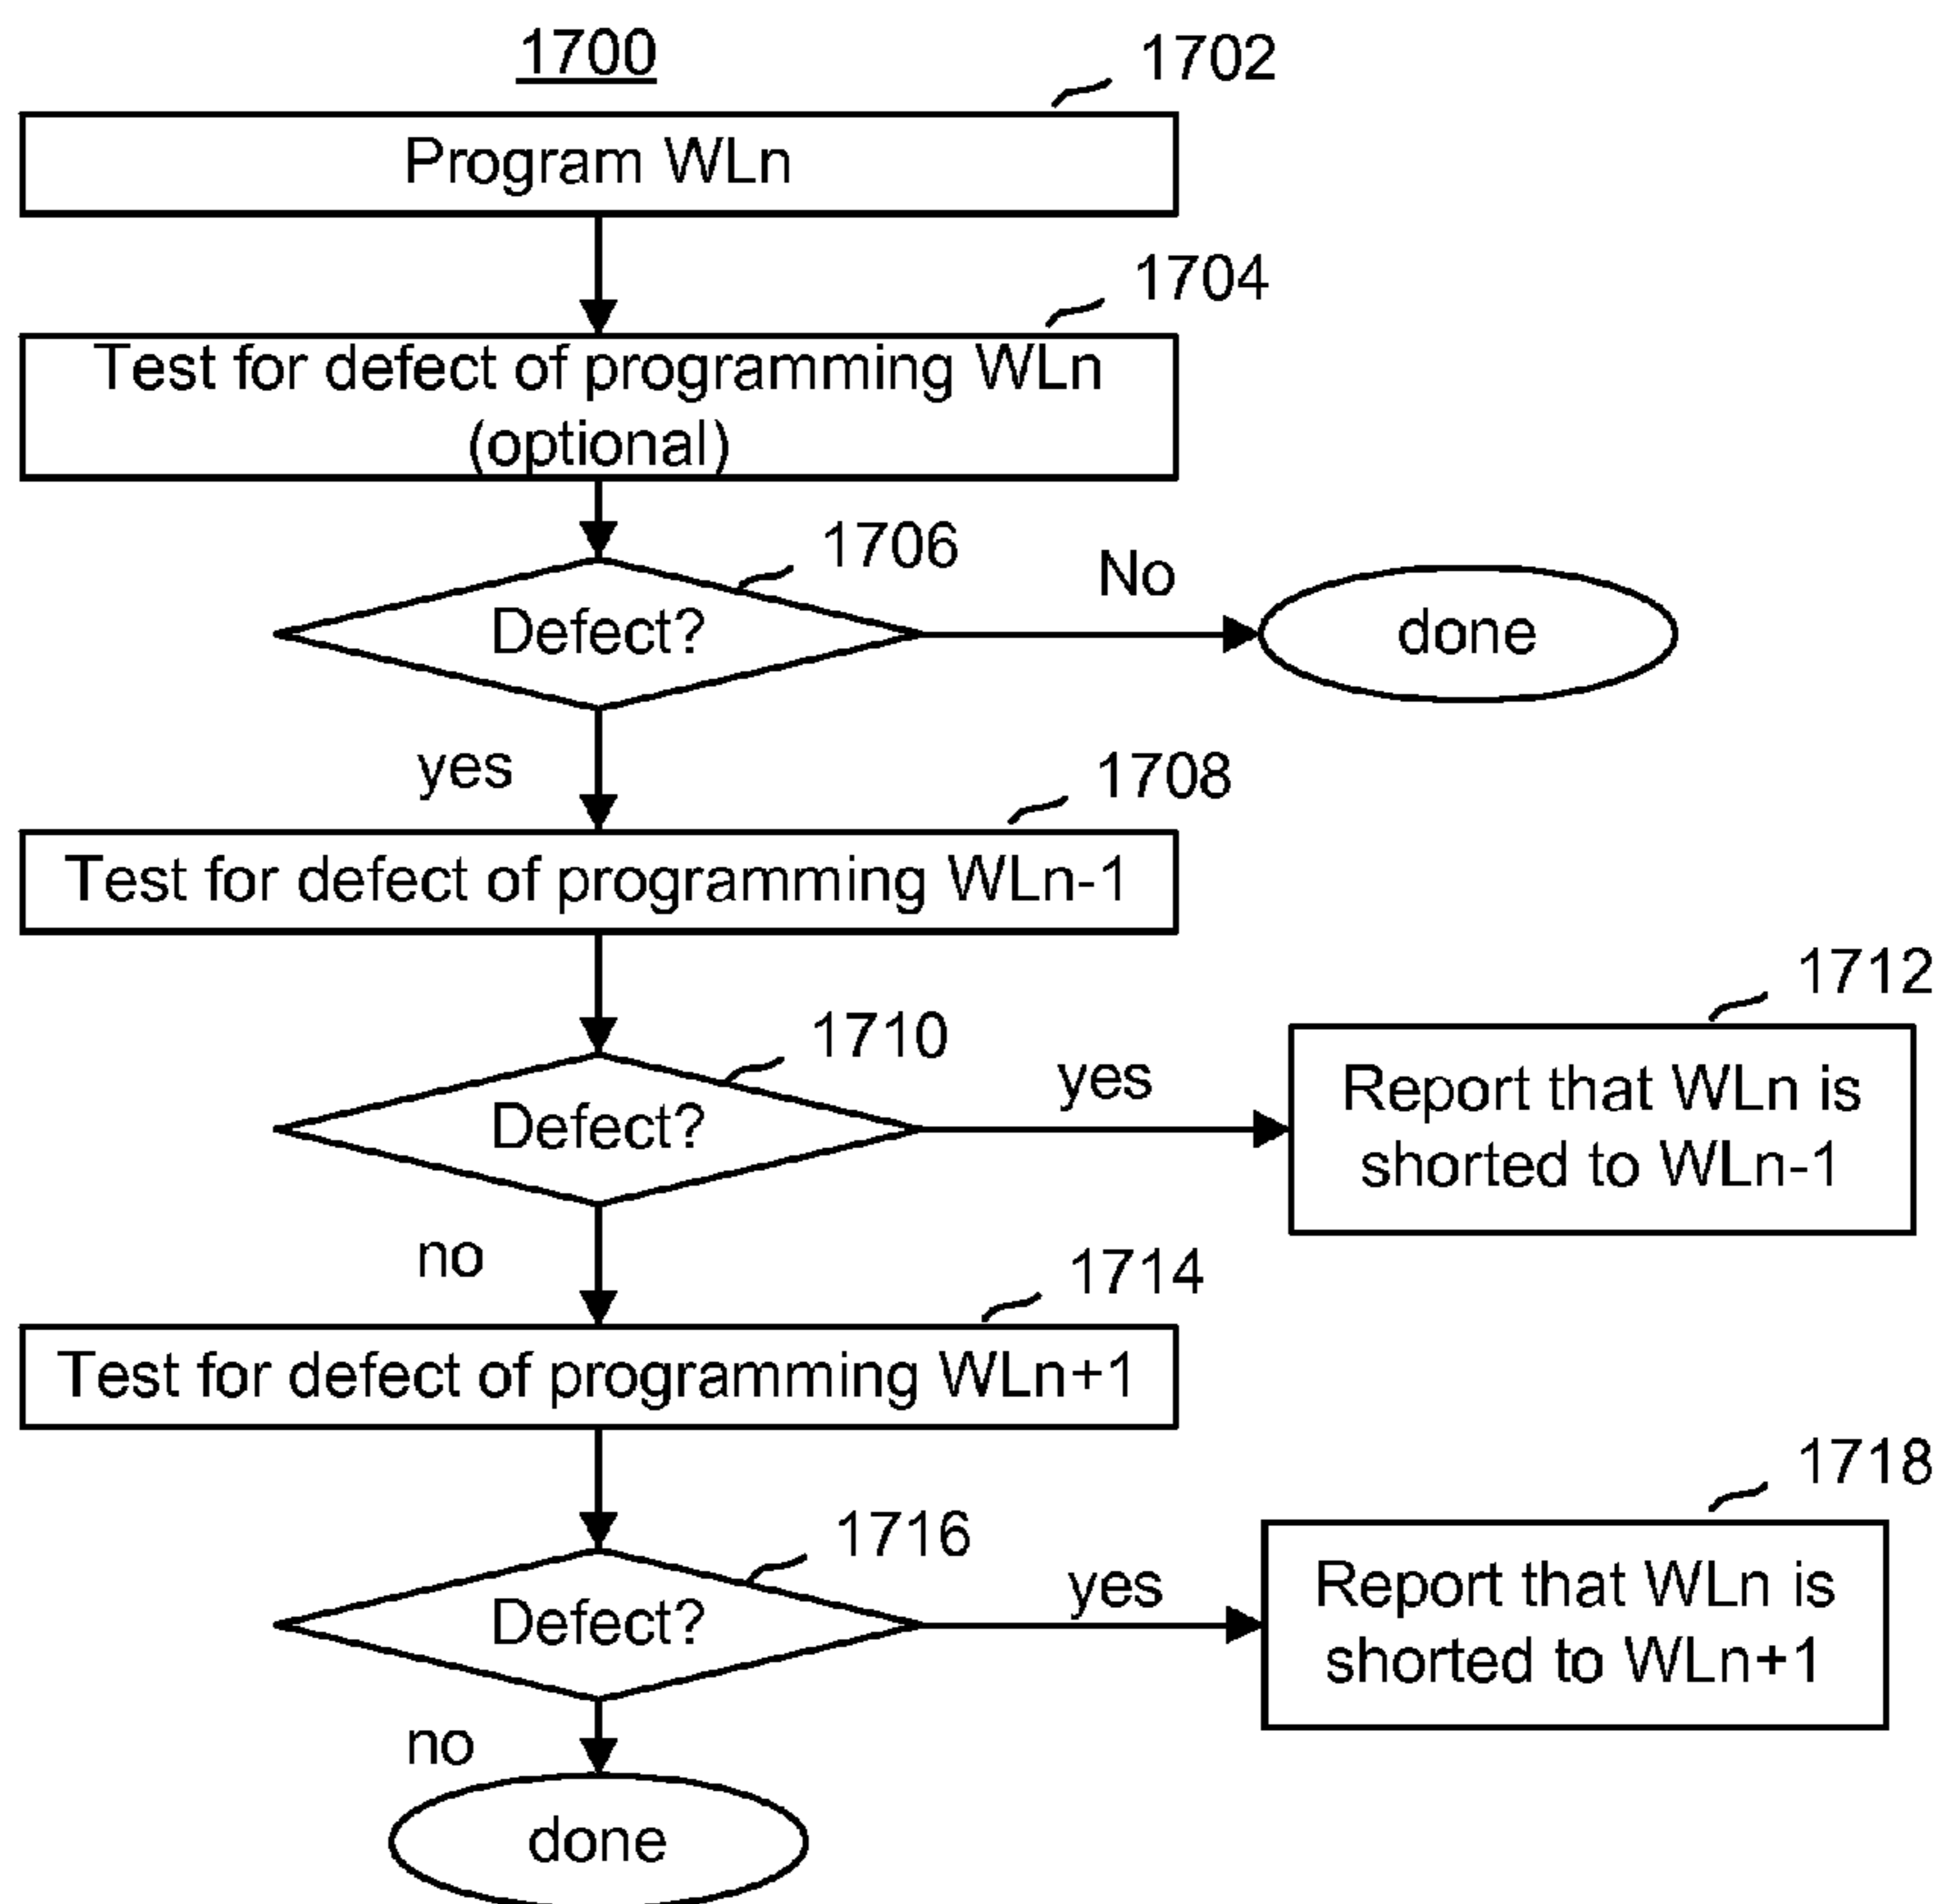 1700
1702
Program WLn
1704
Test for defect of programming WLn
(optional)
1706
Defect?
No
done
yes
1708
Test for defect of programming WLn-1
1710
Defect?
yes
1712
Report that WLn is
shorted to WLn-1
no
1714
Test for defect of programming WLn+1
1716
Defect?
yes
1718
Report that WLn is
shorted to WLn+1
no
done